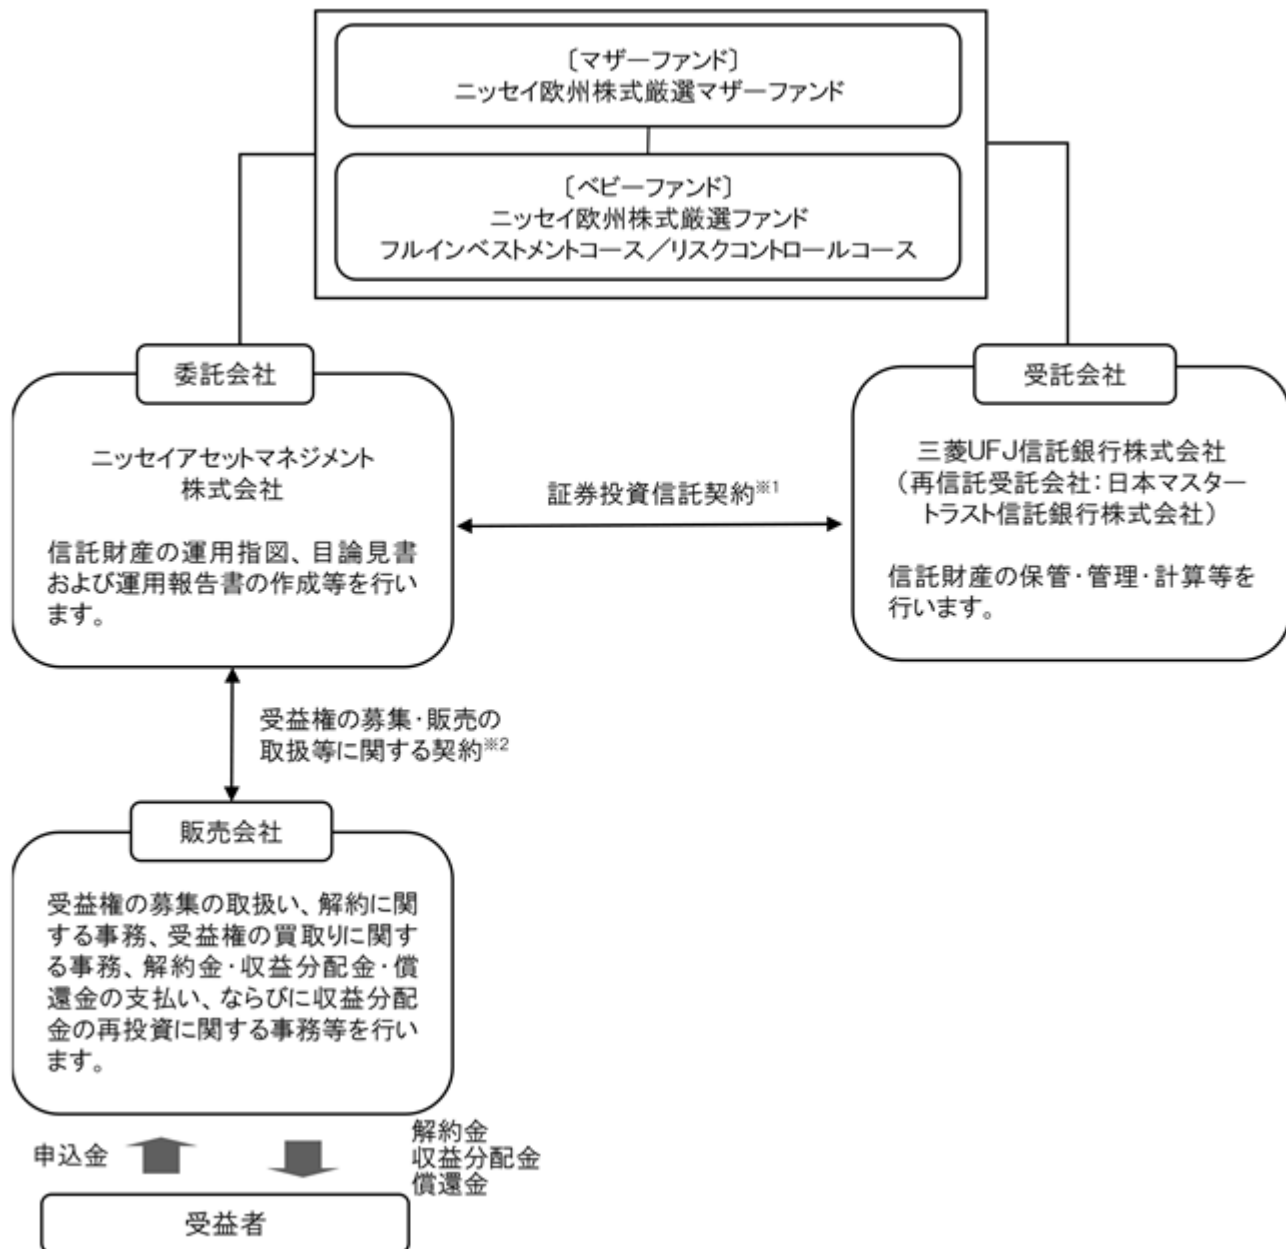 〔マザーファンド〕
ニッセイ欧州株式厳選マザーファンド
〔ベビーファンド〕
ニッセイ欧州株式厳選ファンド
フルインベストメントコース／リスクコントロールコース
委託会社
ニッセイアセットマネジメント
株式会社
信託財産の運用指図、目論見書
および運用報告書の作成等を行い
ます。
証券投資信託契約※1
受託会社
三菱UFJ信託銀行株式会社
（再信託受託会社：日本マスター
トラスト信託銀行株式会社）
信託財産の保管・管理・計算等を
行います。
受益権の募集・販売の
取扱等に関する契約※2
販売会社
受益権の募集の取扱い、解約に関
する事務、受益権の買取りに関す
る事務、解約金・収益分配金・償
還金の支払い、ならびに収益分配
金の再投資に関する事務等を行い
ます。
申込金
解約金
収益分配金
償還金
受益者